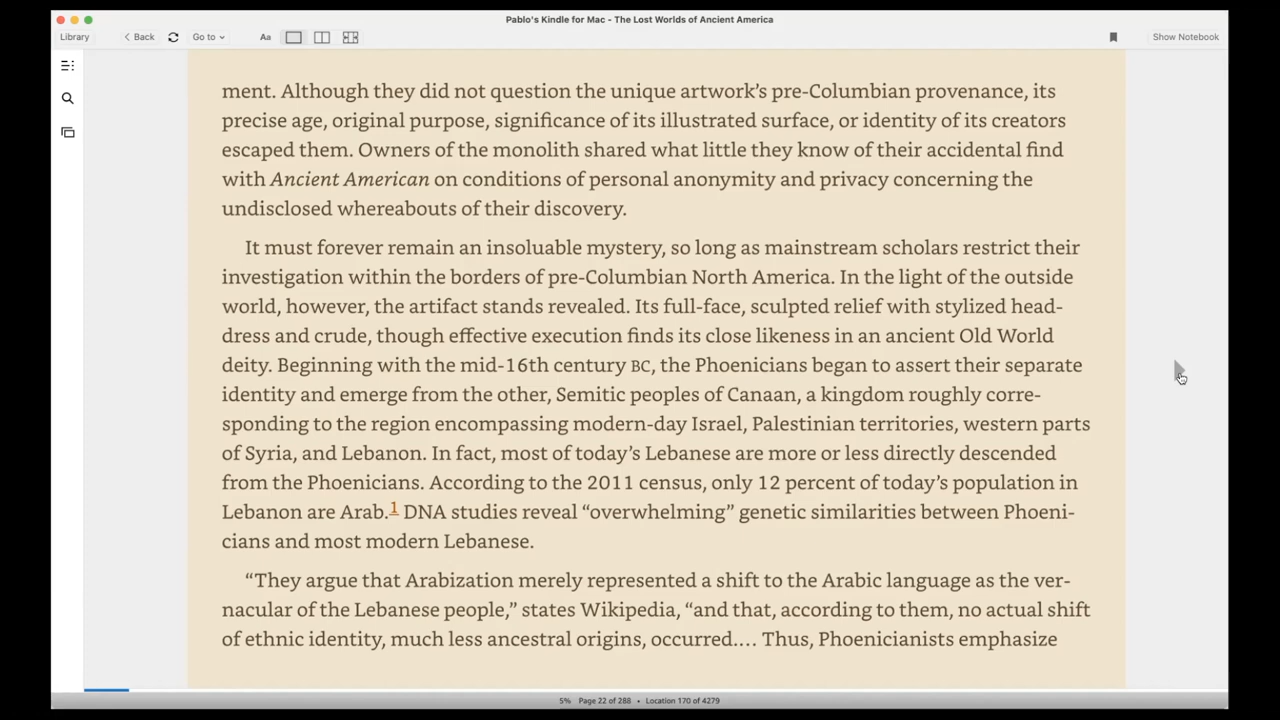 Pablo's Kindle for Mac - The Lost Worlds of Ancient America
Library
Back
Go to
Aa
Show Notebook
ment. Although they did not question the unique artwork's pre-Columbian provenance, its
precise age, original purpose, significance of its illustrated surface, or identity of its creators
escaped them. Owners of the monolith shared what little they know of their accidental find
with Ancient American on conditions of personal anonymity and privacy concerning the
undisclosed whereabouts of their discovery.
It must forever remain an insoluable mystery, so long as mainstream scholars restrict their
investigation within the borders of pre-Columbian North America. In the light of the outside
world, however, the artifact stands revealed. Its full-face, sculpted relief with stylized head-
dress and crude, though effective execution finds its close likeness in an ancient Old World
deity. Beginning with the mid-16th century BC, the Phoenicians began to assert their separate
identity and emerge from the other, Semitic peoples of Canaan, a kingdom roughly corre-
sponding to the region encompassing modern-day Israel, Palestinian territories, western parts
of Syria, and Lebanon. In fact, most of today's Lebanese are more or less directly descended
from the Phoenicians. According to the 2011 census, only 12 percent of today's population in
Lebanon are Arab.1 DNA studies reveal “overwhelming” genetic similarities between Phoeni-
cians and most modern Lebanese.
“They argue that Arabization merely represented a shift to the Arabic language as the ver-
nacular of the Lebanese people,” states Wikipedia, “and that, according to them, no actual shift
of ethnic identity, much less ancestral origins, occurred.... Thus, Phoenicianists emphasize
5% Page 22 of 288 • Location 170 of 4279